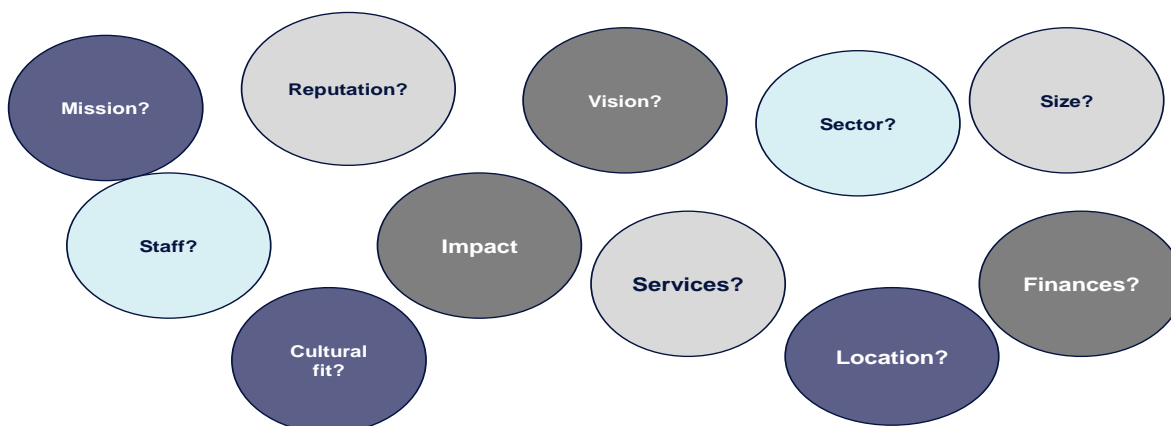 Mission?
Reputation?
Vision?
Sector?
Size?
Staff?
Impact
Services?
Finances?
Cultural
fit?
Location?